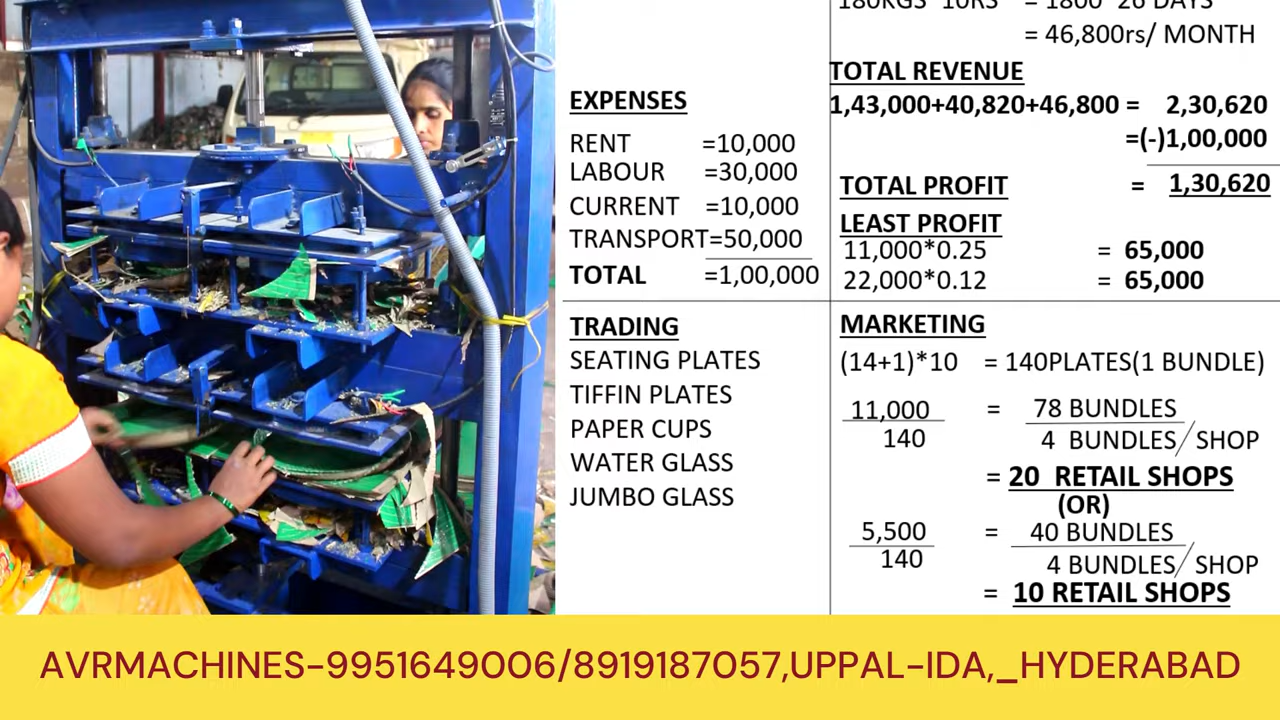 180KGS*10RS = 1800*26 DAYS
= 46,800rs/ MONTH
EXPENSES
RENT =10,000
LABOUR =30,000
CURRENT =10,000
TRANSPORT=50,000
TOTAL =1,00,000
TRADING
SEATING PLATES
TIFFIN PLATES
PAPER CUPS
WATER GLASS
JUMBO GLASS
TOTAL REVENUE
1,43,000+40,820+46,800 = 2,30,620
=(-)1,00,000
TOTAL PROFIT = 1,30,620
LEAST PROFIT
11,000*0.25 = 65,000
22,000*0.12 = 65,000
MARKETING
(14+1)*10 = 140PLATES(1 BUNDLE)
11,000 = 78 BUNDLES
140 4 BUNDLES/SHOP
= 20 RETAIL SHOPS
(OR)
5,500 = 40 BUNDLES
140 4 BUNDLES/SHOP
= 10 RETAIL SHOPS
AVRMACHINES-9951649006/8919187057,UPPAL-IDA,_HYDERABAD